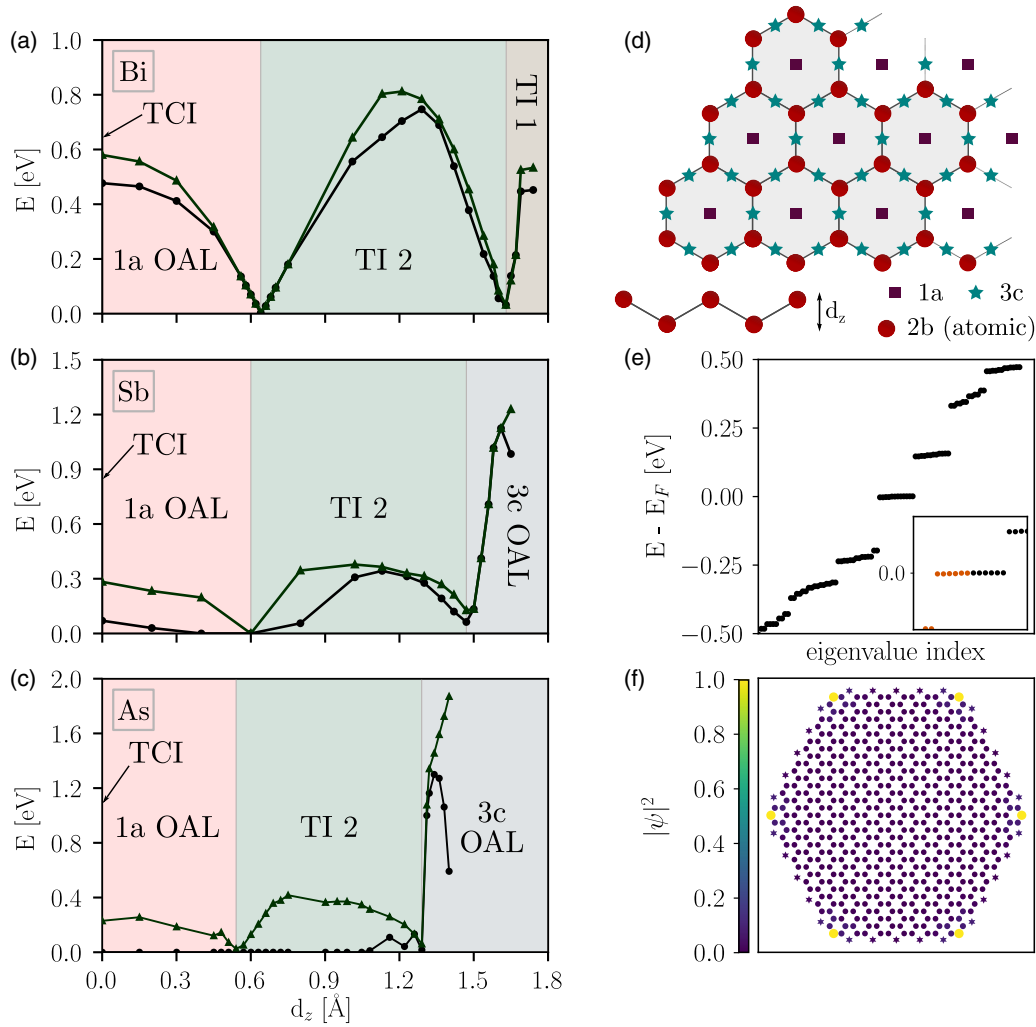 (a)
1.0
0.8
0.6
0.4
0.2
0.0
E [eV]
Bi
TCI
1a OAL
TI 2
TI 1
(b)
1.5
1.2
0.9
0.6
0.3
0.0
E [eV]
Sb
TCI
1a OAL
TI 2
3c OAL
(c)
2.0
1.6
1.2
0.8
0.4
0.0
E [eV]
As
TCI
1a OAL
TI 2
3c
OAL
0.0 0.3 0.6 0.9 1.2 1.5 1.8
d_z [Å]
(d)
d_z
1a 3c
2b (atomic)
(e)
0.50
0.25
0.00
−0.25
−0.50
E - E_F [eV]
0.0
eigenvalue index
(f)
1.0
0.8
0.6
0.4
0.2
0.0
|ψ|²